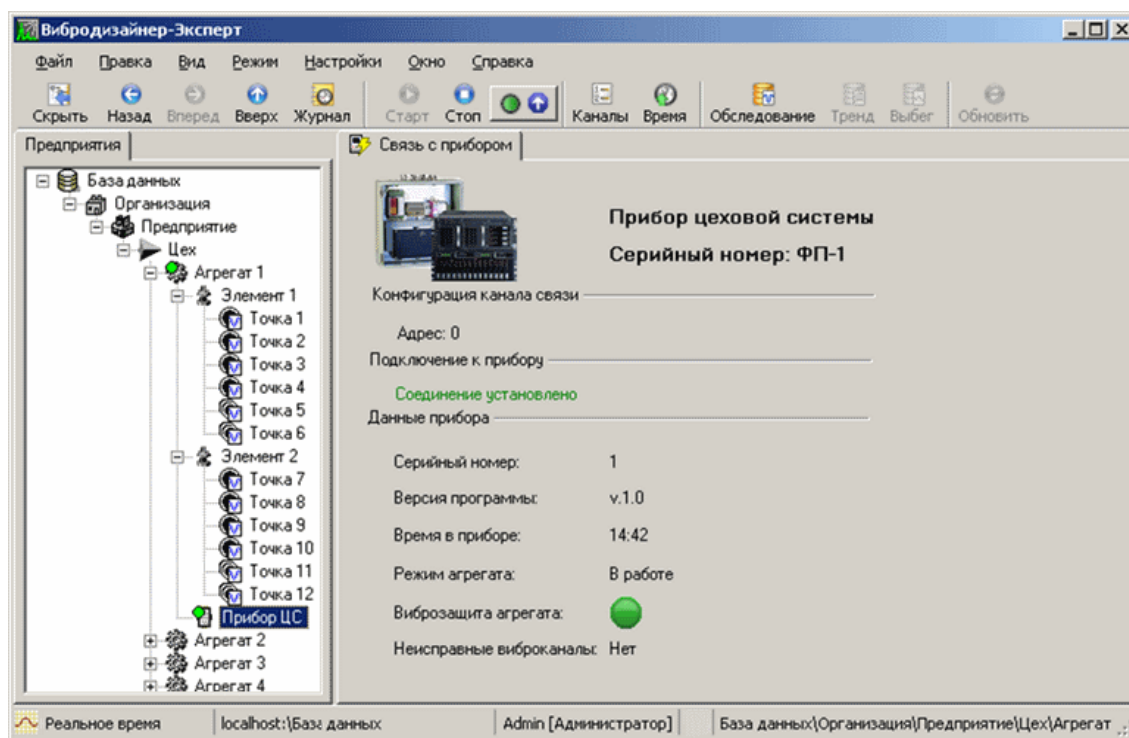 Вибродизайнер-Эксперт
Файл Правка Вид Режим Настройки Окно Справка
Скрыть Назад Вперед Вверх Журнал Старт Стоп Каналы Время Обследование Тренд Выбег Обновить
Предприятия
Связь с прибором
База данных
Организация
Предприятие
Цех
Агрегат 1
Элемент 1
Точка 1
Точка 2
Точка 3
Точка 4
Точка 5
Точка 6
Элемент 2
Точка 7
Точка 8
Точка 9
Точка 10
Точка 11
Точка 12
Прибор ЦС
Агрегат 2
Агрегат 3
Агрегат 4
Прибор цеховой системы
Серийный номер: ФП-1
Конфигурация канала связи
Адрес: 0
Подключение к прибору
Соединение установлено
Данные прибора
Серийный номер: 1
Версия программы: v.1.0
Время в приборе: 14:42
Режим агрегата: В работе
Виброзащита агрегата:
Неисправные виброканалы: Нет
Реальное время localhost:\База данных Admin [Администратор] База данных\Организация\Предприятие\Цех\Агрегат